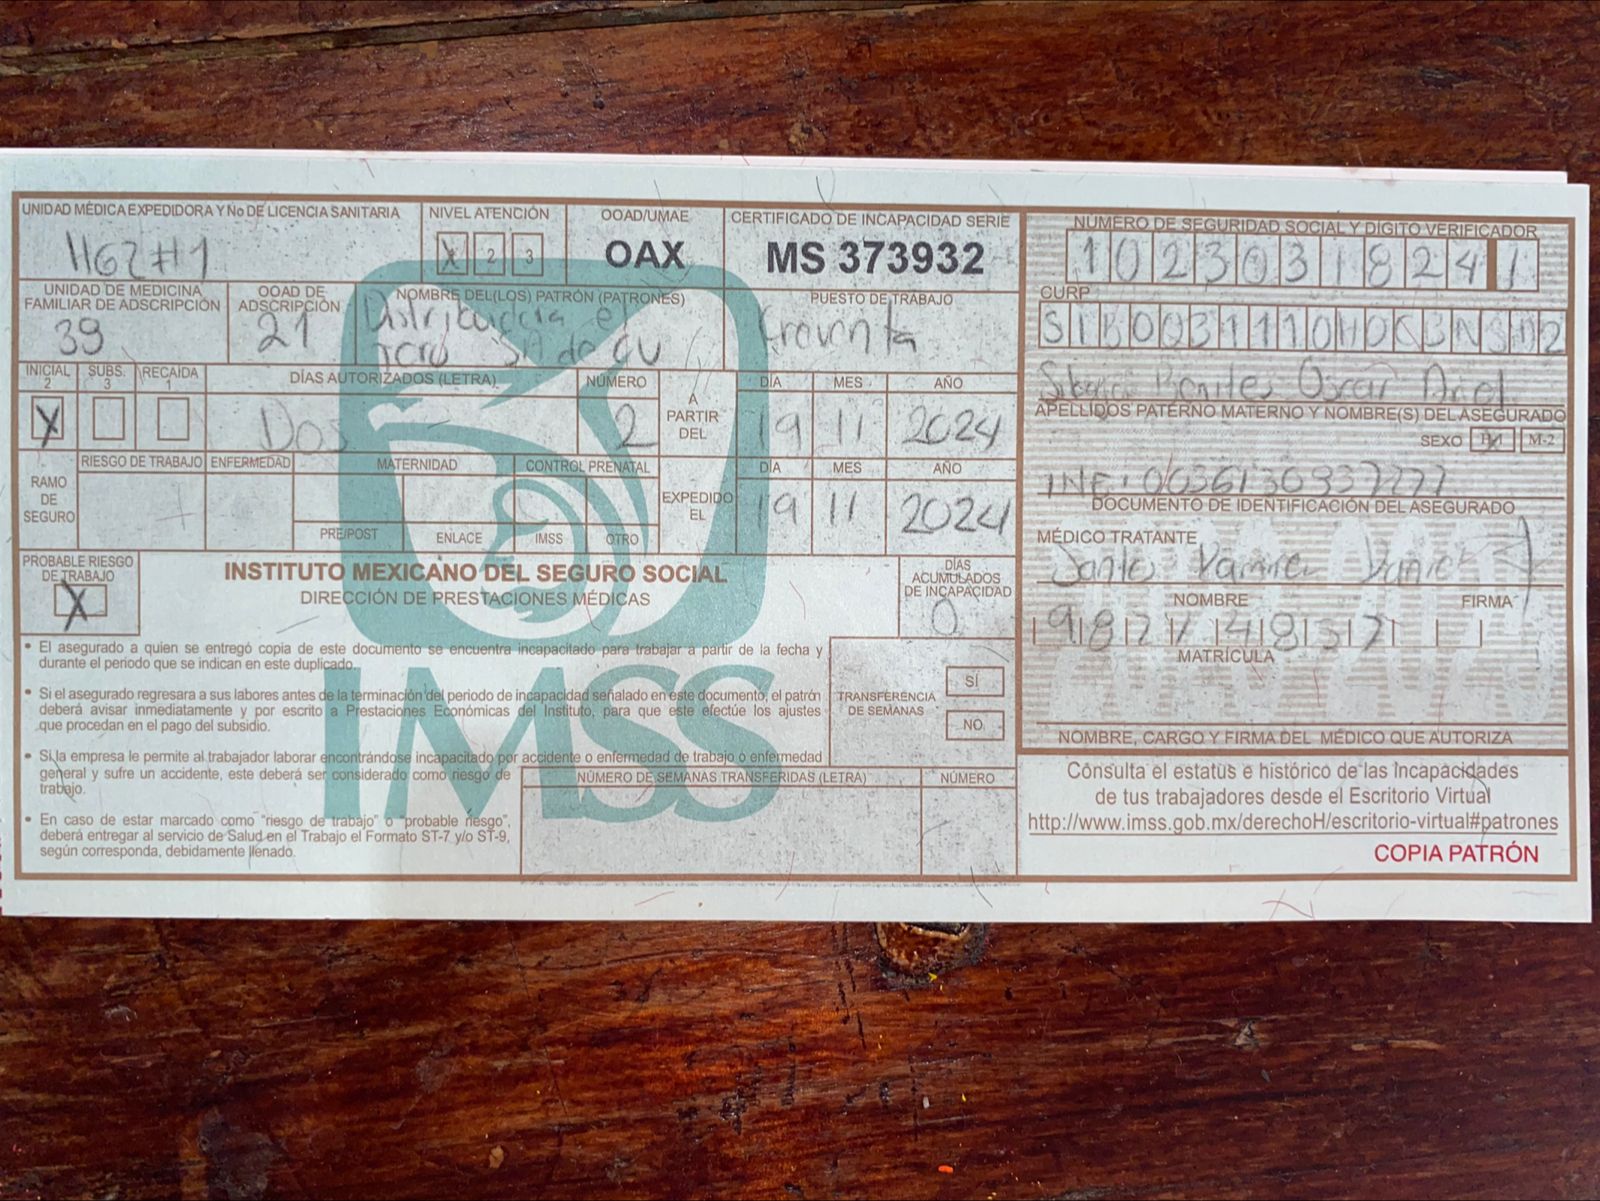 UNIDAD MÉDICA EXPEDIDORA Y No DE LICENCIA SANITARIA
NIVEL ATENCIÓN
X 2 3
OOAD/UMAE
OAX
CERTIFICADO DE INCAPACIDAD SERIE
MS 373932
NÚMERO DE SEGURIDAD SOCIAL Y DÍGITO VERIFICADOR
1023031824
UNIDAD DE MEDICINA
FAMILIAR DE ADSCRIPCIÓN
39
OOAD DE
ADSCRIPCIÓN
21
NOMBRE DEL(LOS) PATRÓN (PATRONES)
Distribuidora el
SA de CV
PUESTO DE TRABAJO
CURP
Oscar Ariel
APELLIDOS PATERNO MATERNO Y NOMBRE(S) DEL ASEGURADO
SEXO M-2
INE:
DOCUMENTO DE IDENTIFICACIÓN DEL ASEGURADO
INICIAL
2
X
SUBS.
3
RECAÍDA
1
DÍAS AUTORIZADOS (LETRA)
Dos
NÚMERO
2
A
PARTIR
DEL
DÍA MES AÑO
19 11 2024
RAMO
DE
SEGURO
RIESGO DE TRABAJO
ENFERMEDAD
MATERNIDAD
CONTROL PRENATAL
PRE/POST
ENLACE
IMSS
OTRO
EXPEDIDO
EL
DÍA MES AÑO
19 11 2024
MÉDICO TRATANTE
NOMBRE
FIRMA
MATRÍCULA
NOMBRE, CARGO Y FIRMA DEL MÉDICO QUE AUTORIZA
PROBABLE RIESGO
DE TRABAJO
X
INSTITUTO MEXICANO DEL SEGURO SOCIAL
DIRECCIÓN DE PRESTACIONES MÉDICAS
DÍAS
ACUMULADOS
DE INCAPACIDAD
0
• El asegurado a quien se entregó copia de este documento se encuentra incapacitado para trabajar a partir de la fecha y
durante el periodo que se indican en este duplicado.
• Si el asegurado regresara a sus labores antes de la terminación del periodo de incapacidad señalado en este documento, el patrón
deberá avisar inmediatamente y por escrito a Prestaciones Económicas del Instituto, para que este efectúe los ajustes
que procedan en el pago del subsidio.
• Si la empresa le permite al trabajador laborar encontrándose incapacitado por accidente o enfermedad de trabajo o enfermedad
general y sufre un accidente, este deberá ser considerado como riesgo de
trabajo.
• En caso de estar marcado como "riesgo de trabajo" o "probable riesgo",
deberá entregar al servicio de Salud en el Trabajo el Formato ST-7 y/o ST-9,
según corresponda, debidamente llenado.
IMSS
TRANSFERENCIA
DE SEMANAS
SÍ
NO
NÚMERO DE SEMANAS TRANSFERIDAS (LETRA)
NÚMERO
Consulta el estatus e histórico de las Incapacidades
de tus trabajadores desde el Escritorio Virtual
http://www.imss.gob.mx/derechoH/escritorio-virtual#patrones
COPIA PATRÓN